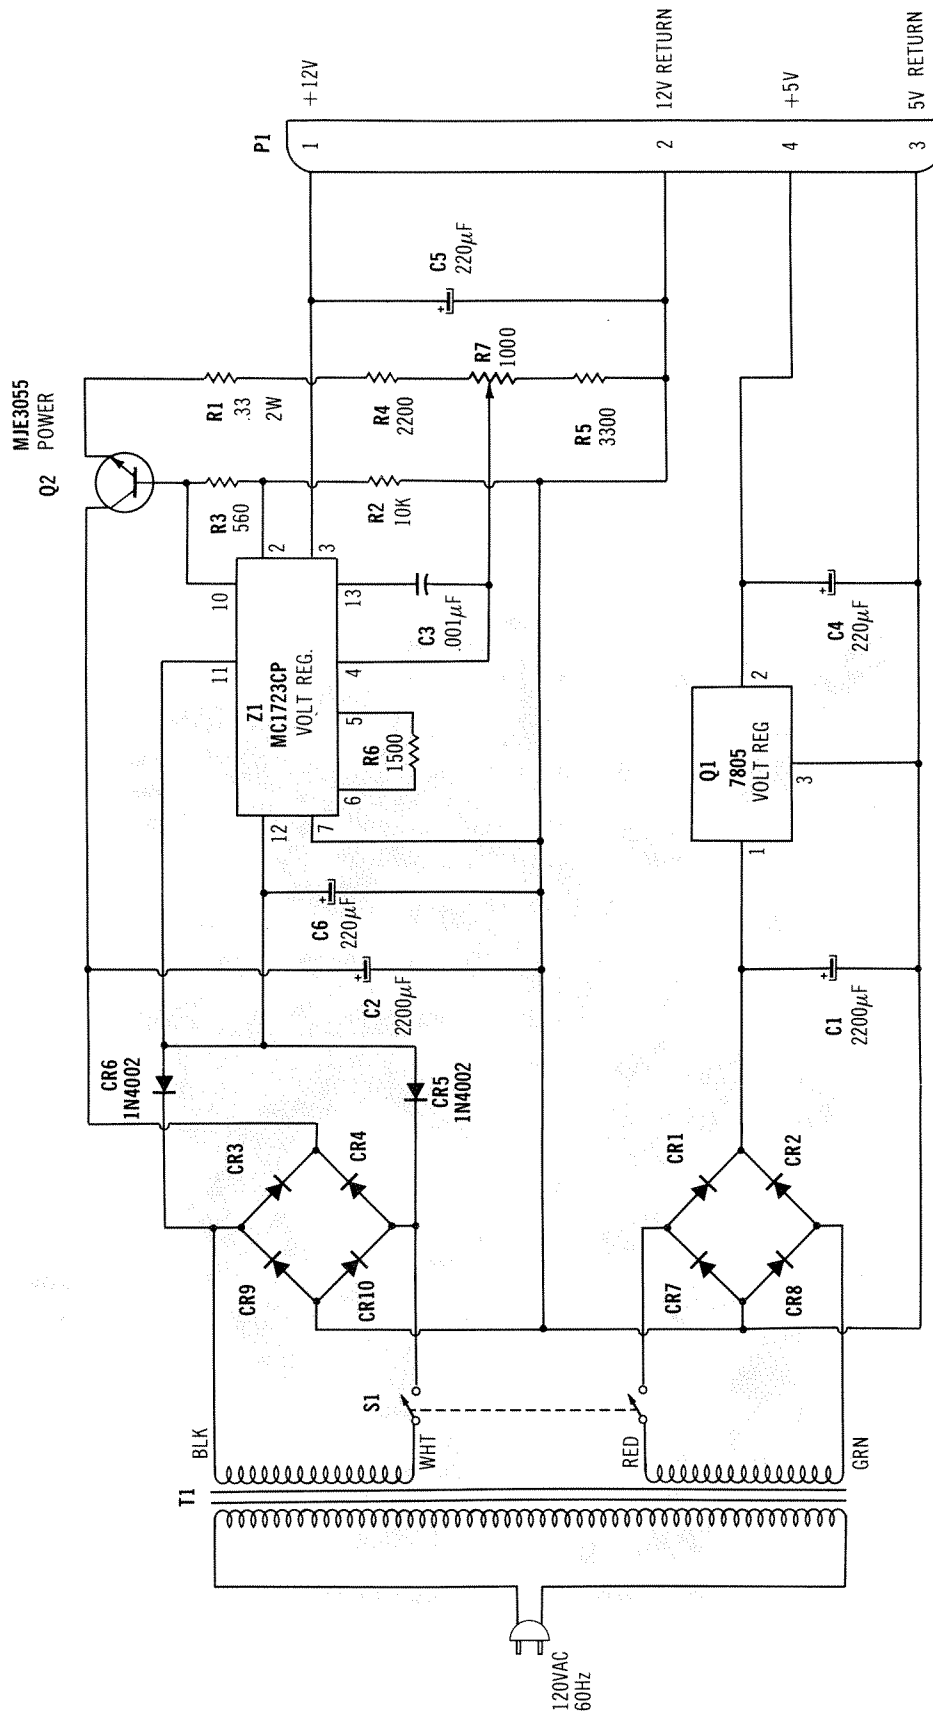 MJE3055
POWER
Q2
P1
1
+12V
2
12V RETURN
4
+5V
3
5V RETURN
C5
220µF
+
R7
1000
R1
.33
2W
R4
2200
R5
3300
R3
560
R2
10K
2
3
10
13
11
4
Z1
MC1723CP
VOLT REG.
5
6
12
7
C3
.001µF
R6
1500
C6
220µF
+
C2
2200µF
+
CR6
1N4002
CR5
1N4002
CR3
CR4
CR9
CR10
S1
BLK
WHT
T1
RED
GRN
CR1
CR2
CR7
CR8
C1
2200µF
+
Q1
7805
VOLT REG
1
2
3
C4
220µF
+
120VAC
60Hz